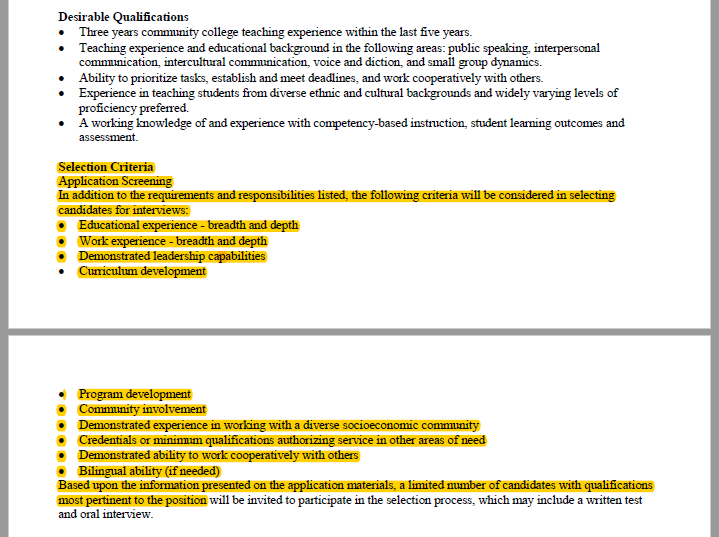 Desirable Qualifications
• Three years community college teaching experience within the last five years.
• Teaching experience and educational background in the following areas: public speaking, interpersonal
communication, intercultural communication, voice and diction, and small group dynamics.
• Ability to prioritize tasks, establish and meet deadlines, and work cooperatively with others.
• Experience in teaching students from diverse ethnic and cultural backgrounds and widely varying levels of
proficiency preferred.
• A working knowledge of and experience with competency-based instruction, student learning outcomes and
assessment.
Selection Criteria
Application Screening
In addition to the requirements and responsibilities listed, the following criteria will be considered in selecting
candidates for interviews:
• Educational experience - breadth and depth
• Work experience - breadth and depth
• Demonstrated leadership capabilities
• Curriculum development
• Program development
• Community involvement
• Demonstrated experience in working with a diverse socioeconomic community
• Credentials or minimum qualifications authorizing service in other areas of need
• Demonstrated ability to work cooperatively with others
• Bilingual ability (if needed)
Based upon the information presented on the application materials, a limited number of candidates with qualifications
most pertinent to the position will be invited to participate in the selection process, which may include a written test
and oral interview.